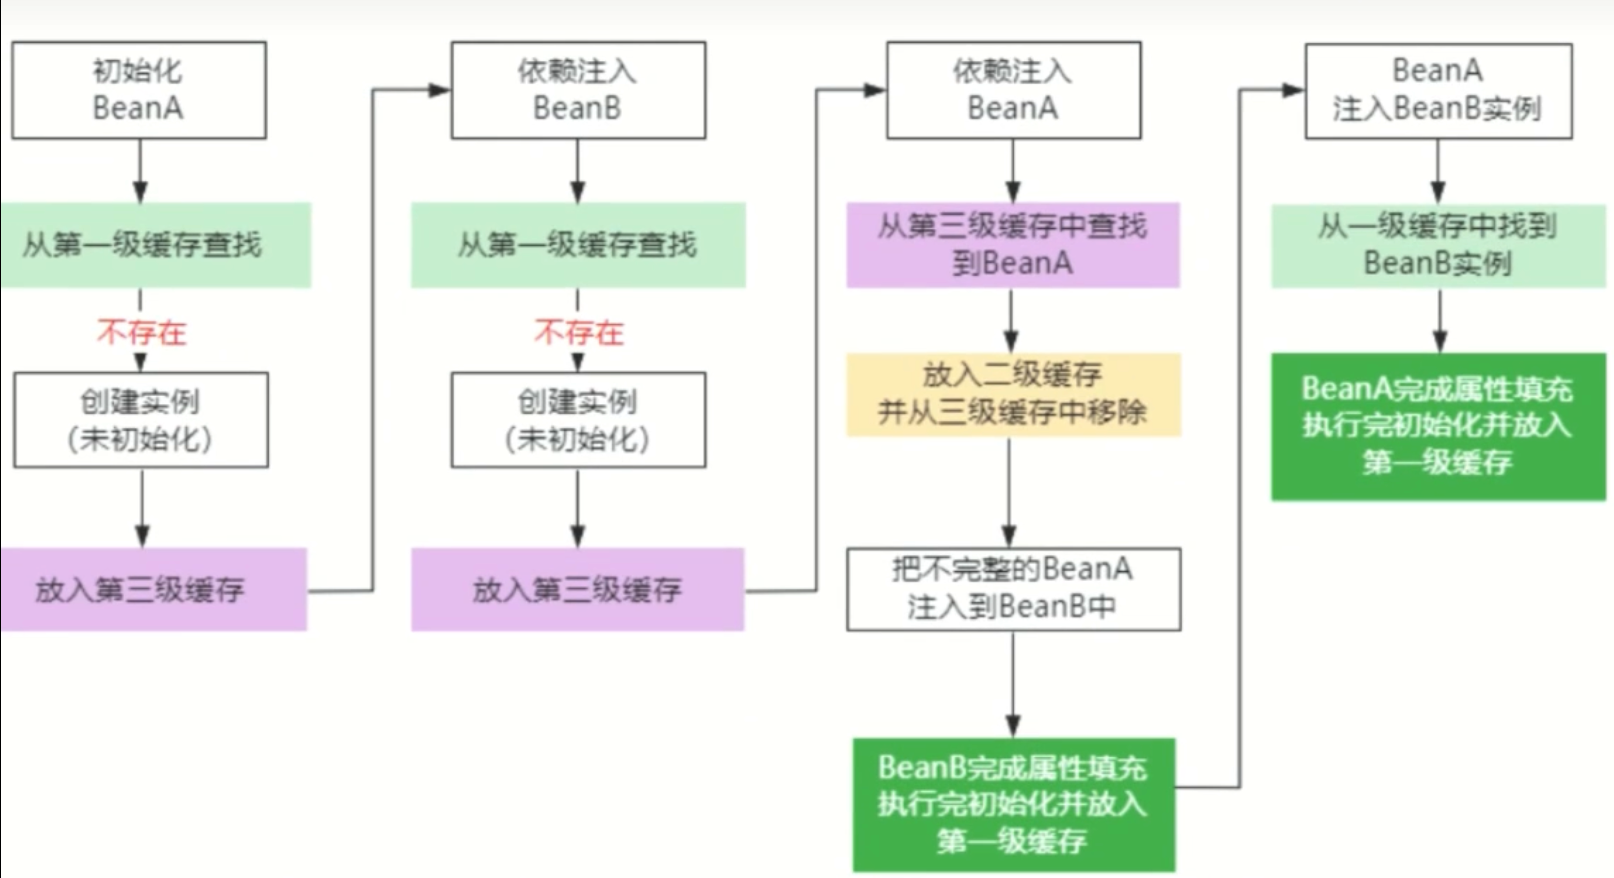 初始化
BeanA
从第一级缓存查找
不存在
创建实例
（未初始化）
放入第三级缓存
依赖注入
BeanB
从第一级缓存查找
不存在
创建实例
（未初始化）
放入第三级缓存
依赖注入
BeanA
从第三级缓存中查找
到BeanA
放入二级缓存
并从三级缓存中移除
把不完整的BeanA
注入到BeanB中
BeanB完成属性填充
执行完初始化并放入
第一级缓存
BeanA
注入BeanB实例
从一级缓存中找到
BeanB实例
BeanA完成属性填充
执行完初始化并放入
第一级缓存